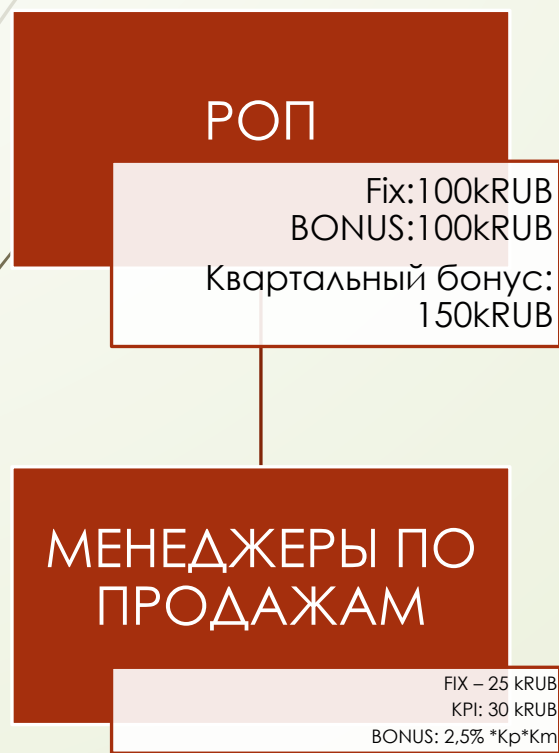 РОП
Fix:100kRUB
BONUS:100kRUB
Квартальный бонус:
150kRUB
МЕНЕДЖЕРЫ ПО
ПРОДАЖАМ
FIX – 25 kRUB
KPI: 30 kRUB
BONUS: 2,5% *Kp*Km